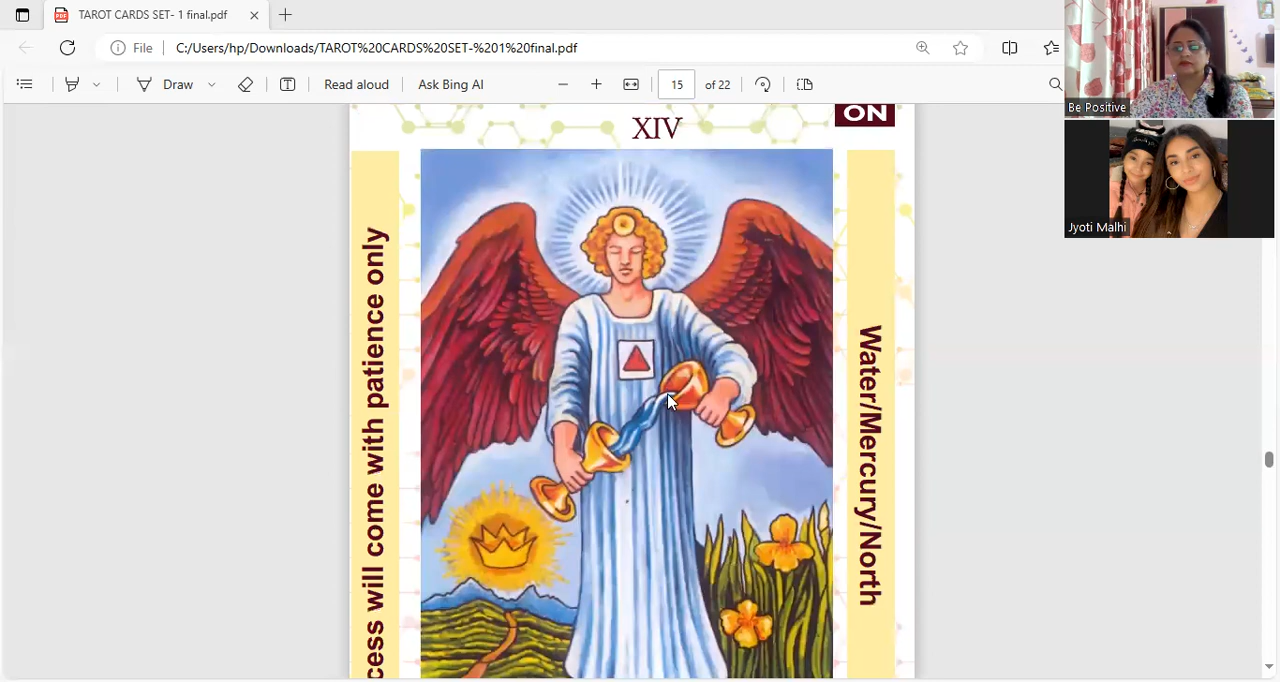 TAROT CARDS SET- 1 final.pdf
File
C:/Users/hp/Downloads/TAROT%20CARDS%20SET-%201%20final.pdf
Draw
Read aloud
Ask Bing AI
15
of 22
ON
XIV
cess will come with patience only
Water/Mercury/North
Be Positive
Jyoti Malhi